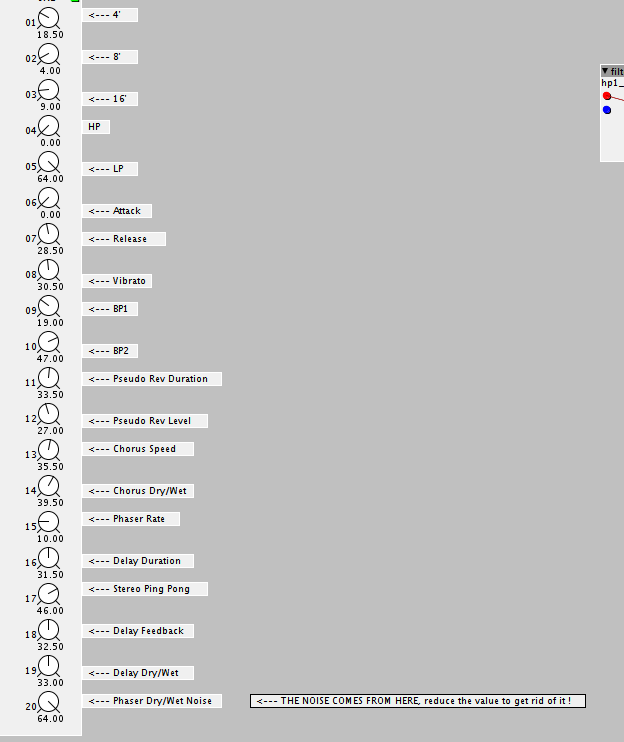 01 <--- 4'
18.50
02 <--- 8'
4.00
03 <--- 16'
9.00
04 HP
0.00
05 <--- LP
64.00
06 <--- Attack
0.00
07 <--- Release
28.50
08 <--- Vibrato
30.50
09 <--- BP1
19.00
10 <--- BP2
47.00
11 <--- Pseudo Rev Duration
33.50
12 <--- Pseudo Rev Level
27.00
13 <--- Chorus Speed
35.50
14 <--- Chorus Dry/Wet
39.50
15 <--- Phaser Rate
10.00
16 <--- Delay Duration
31.50
17 <--- Stereo Ping Pong
46.00
18 <--- Delay Feedback
32.50
19 <--- Delay Dry/Wet
33.00
20 <--- Phaser Dry/Wet Noise <--- THE NOISE COMES FROM HERE, reduce the value to get rid of it !
64.00
filt
hp1_